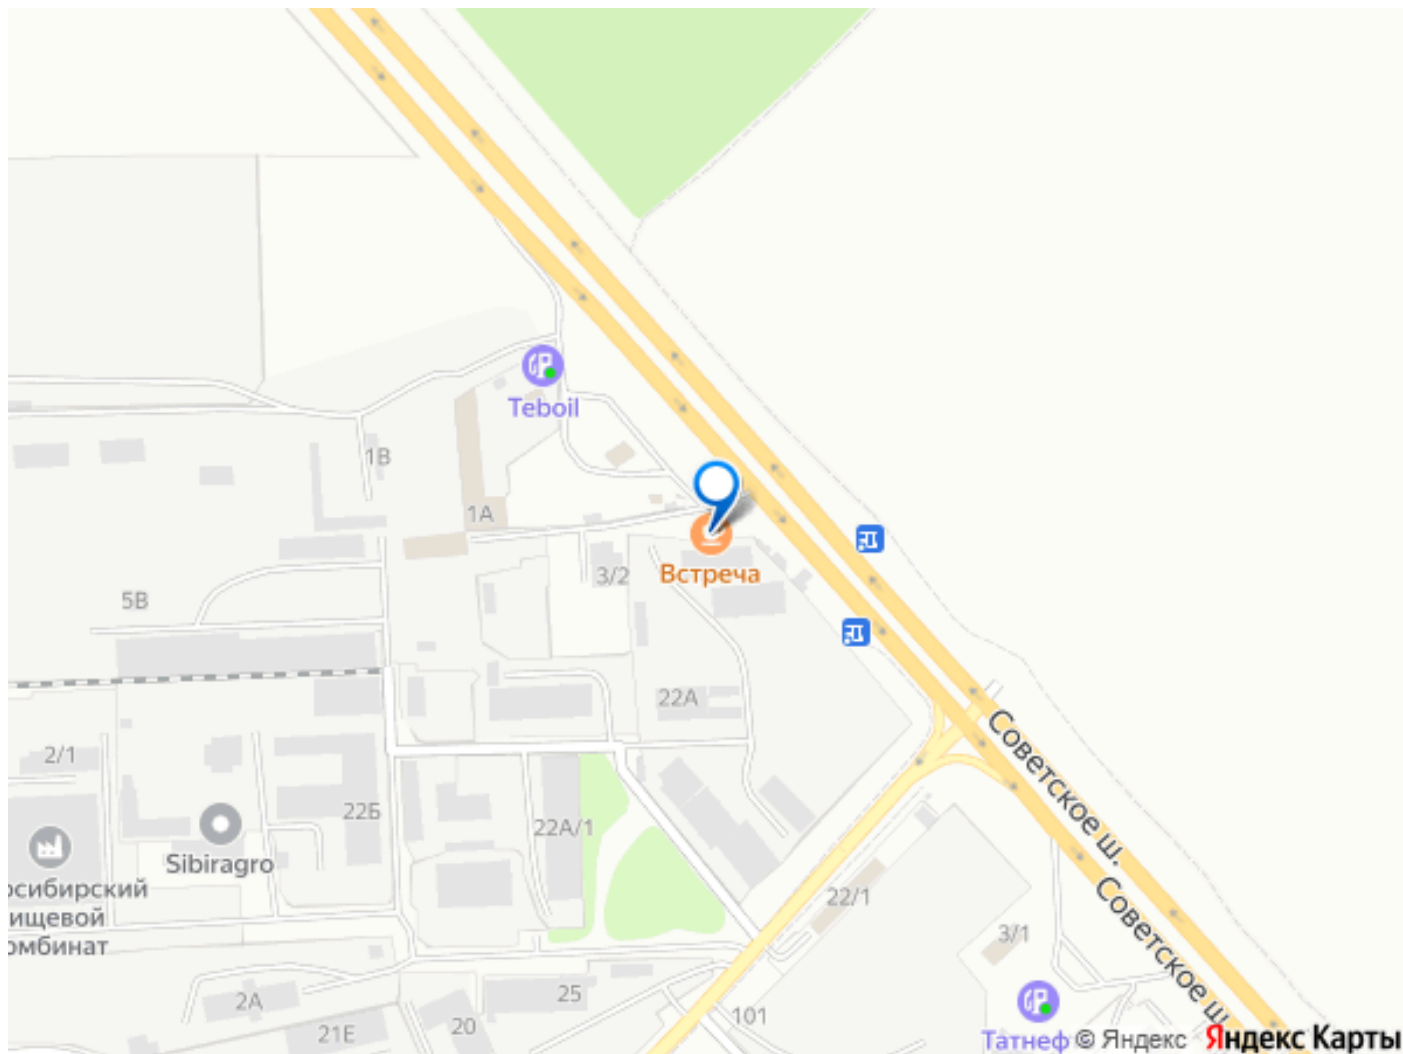 Teboil
1В
1А
3/2
Встреча
5В
22А
Советское ш.
2/1
22Б
22А/1
Sibiragro
осибирский
ищевой
омбинат
22/1
Советское ш.
3/1
2А
25
21Е
20
101
Татнеф
© Яндекс
Яндекс Карты